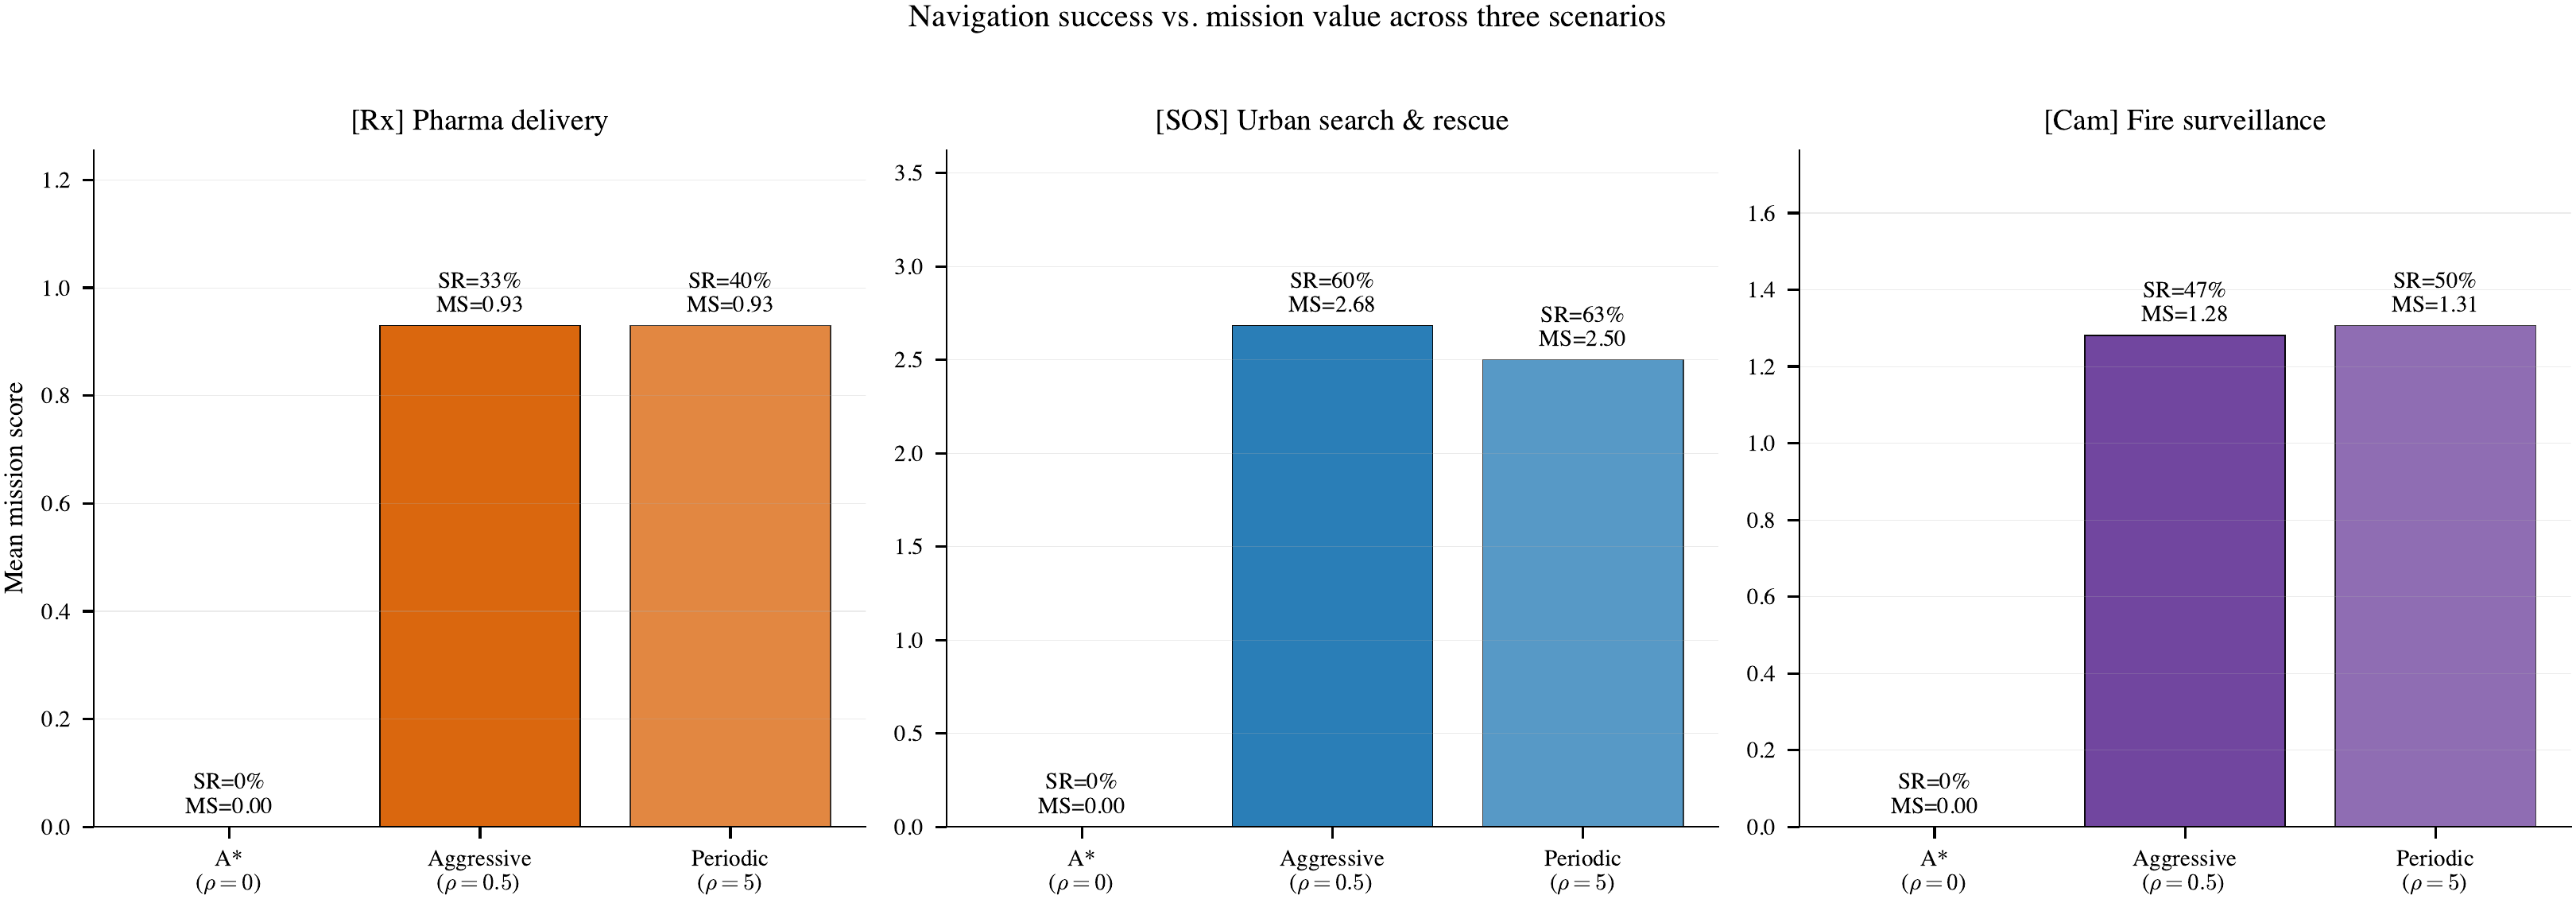 Navigation success vs. mission value across three scenarios
[Rx] Pharma delivery
Mean mission score
1.2
1.0
0.8
0.6
0.4
0.2
0.0
SR=0%
MS=0.00
SR=33%
MS=0.93
SR=40%
MS=0.93
A*
(ρ = 0)
Aggressive
(ρ = 0.5)
Periodic
(ρ = 5)
[SOS] Urban search & rescue
3.5
3.0
2.5
2.0
1.5
1.0
0.5
0.0
SR=0%
MS=0.00
SR=60%
MS=2.68
SR=63%
MS=2.50
A*
(ρ = 0)
Aggressive
(ρ = 0.5)
Periodic
(ρ = 5)
[Cam] Fire surveillance
1.6
1.4
1.2
1.0
0.8
0.6
0.4
0.2
0.0
SR=0%
MS=0.00
SR=47%
MS=1.28
SR=50%
MS=1.31
A*
(ρ = 0)
Aggressive
(ρ = 0.5)
Periodic
(ρ = 5)